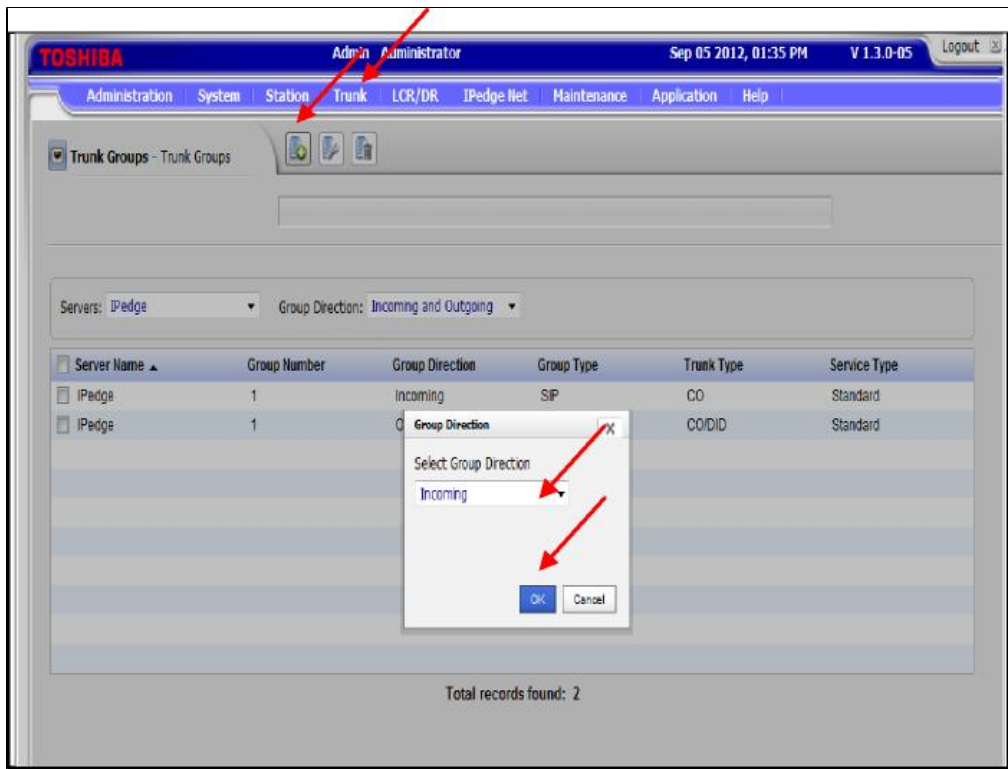 TOSHIBA Admin Administrator Sep 05 2012, 01:35 PM V 1.3.0-05 Logout
Administration System Station Trunk LCR/DR IPedge Net Maintenance Application Help
Trunk Groups - Trunk Groups
Servers: IPedge Group Direction: Incoming and Outgoing
Server Name Group Number Group Direction Group Type Trunk Type Service Type
IPedge 1 Incoming SIP CO Standard
IPedge 1 O CO/DID Standard
Group Direction X
Select Group Direction
Incoming
OK Cancel
Total records found: 2